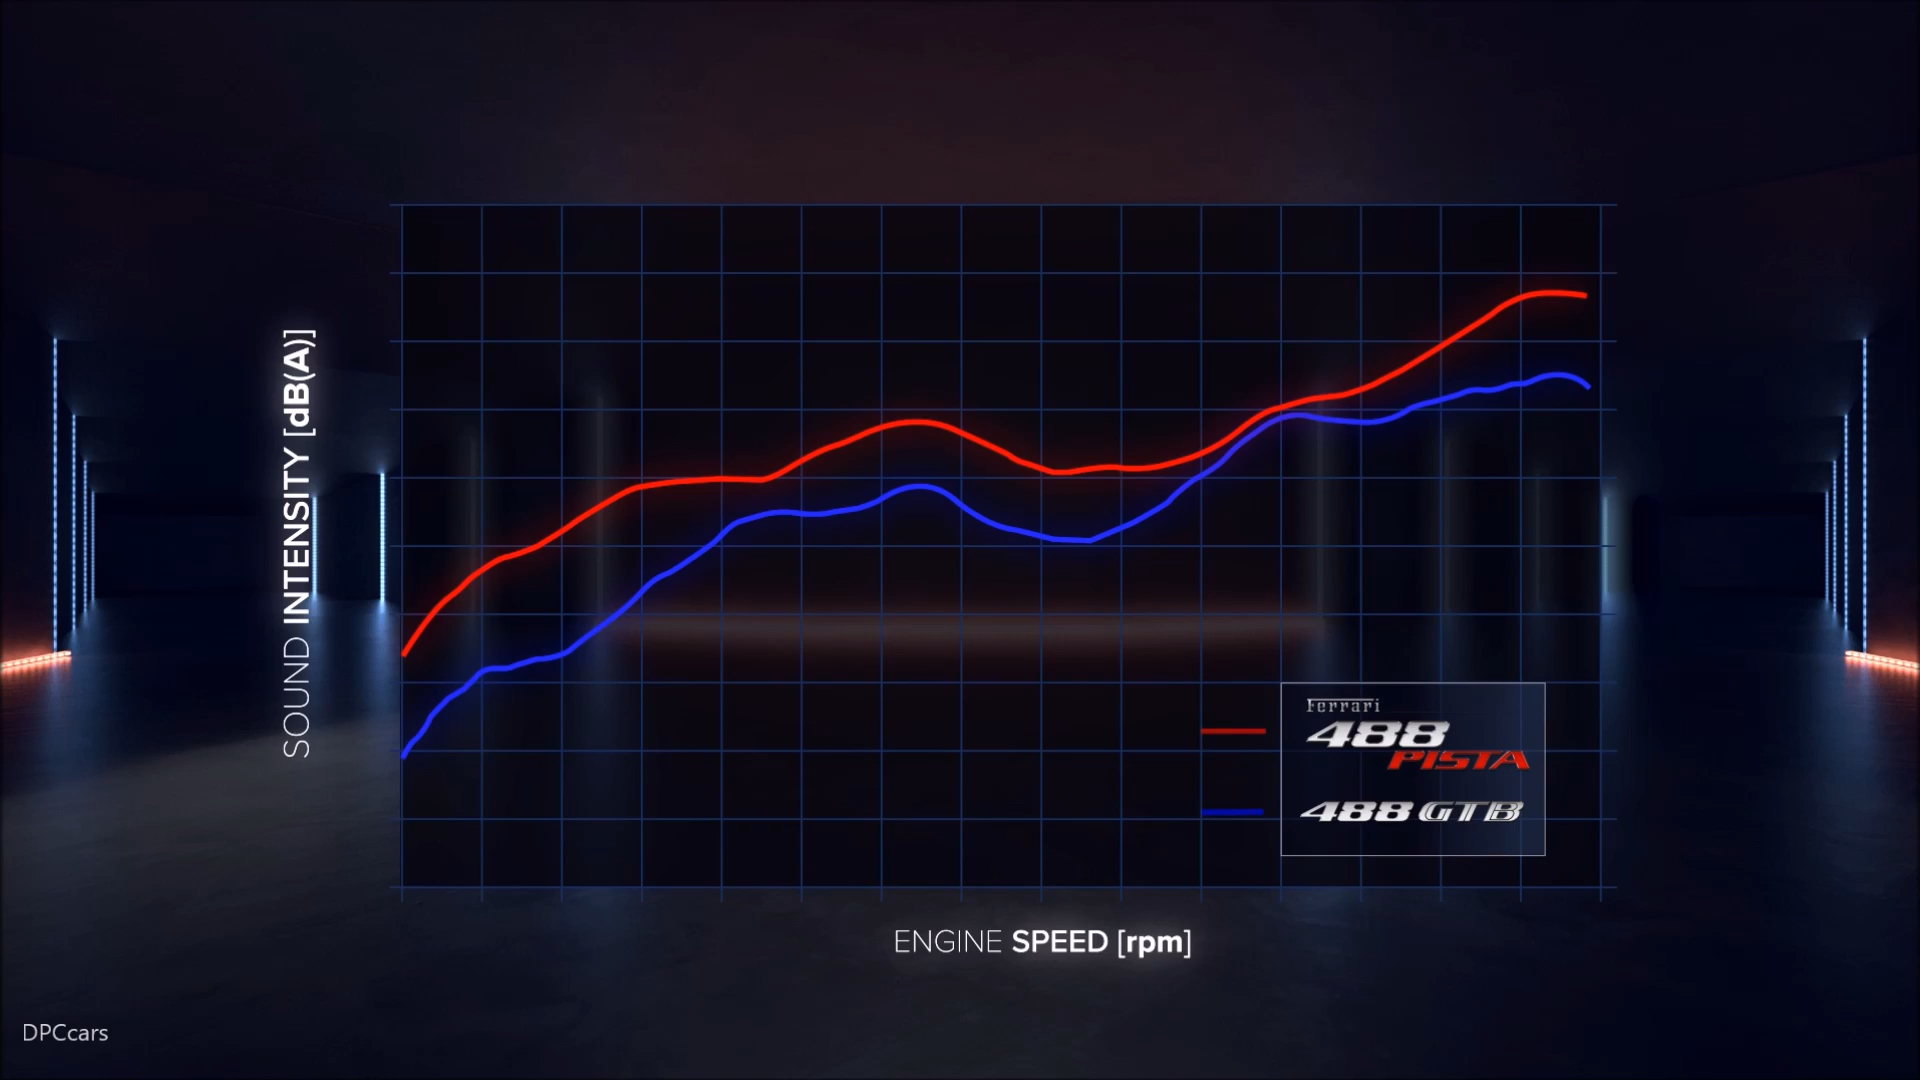 SOUND INTENSITY [dB(A)]
Ferrari
488
PISTA
488 GTB
ENGINE SPEED [rpm]
DPCcars